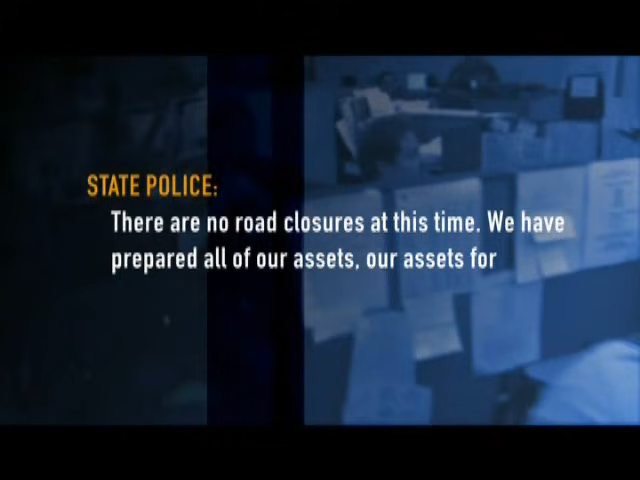 STATE POLICE:
There are no road closures at this time. We have
prepared all of our assets, our assets for